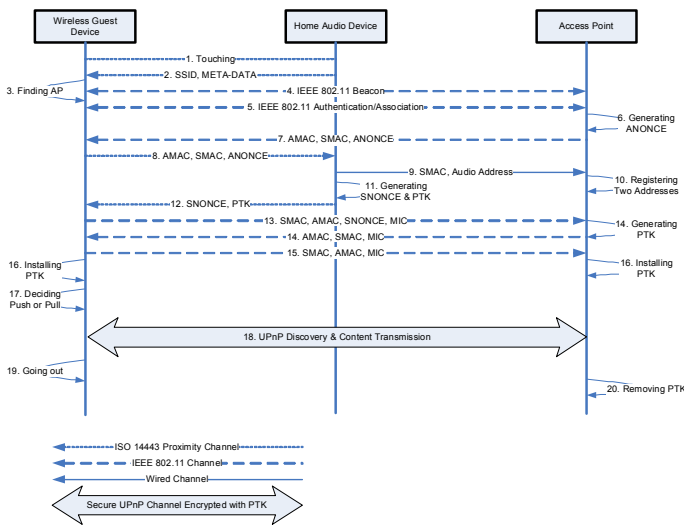 Wireless Guest
Device
Home Audio Device
Access Point
1. Touching
2. SSID, META-DATA
3. Finding AP
4. IEEE 802.11 Beacon
5. IEEE 802.11 Authentication/Association
6. Generating
ANONCE
7. AMAC, SMAC, ANONCE
8. AMAC, SMAC, ANONCE
9. SMAC, Audio Address
10. Registering
Two Addresses
11. Generating
SNONCE & PTK
12. SNONCE, PTK
13. SMAC, AMAC, SNONCE, MIC
14. Generating
PTK
14. AMAC, SMAC, MIC
15. SMAC, AMAC, MIC
16. Installing
PTK
16. Installing
PTK
17. Deciding
Push or Pull
18. UPnP Discovery & Content Transmission
19. Going out
20. Removing PTK
ISO 14443 Proximity Channel
IEEE 802.11 Channel
Wired Channel
Secure UPnP Channel Encrypted with PTK